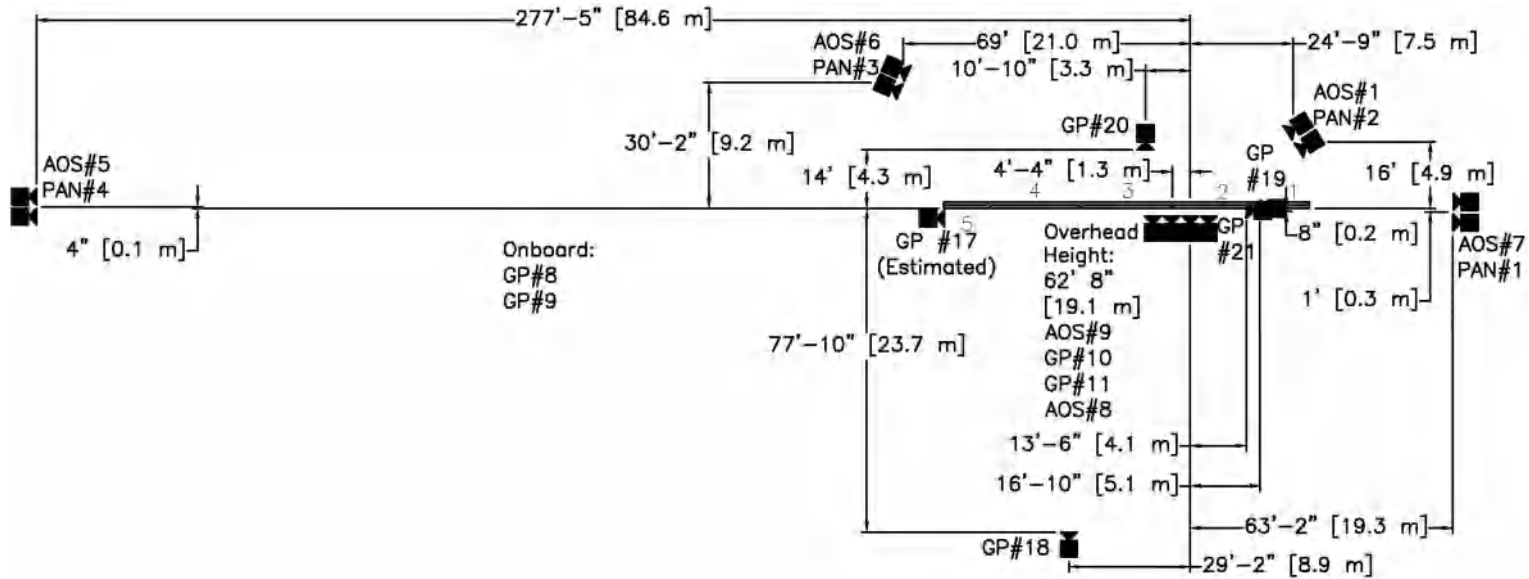 277'-5" [84.6 m]
AOS#6
PAN#3
69' [21.0 m]
24'-9" [7.5 m]
10'-10" [3.3 m]
AOS#1
PAN#2
GP#20
30'-2" [9.2 m]
AOS#5
PAN#4
14' [4.3 m]
4'-4" [1.3 m]
GP
#19
16' [4.9 m]
4
3
2
1
5
4" [0.1 m]
Onboard:
GP#8
GP#9
GP #17
(Estimated)
Overhead
Height:
62' 8"
[19.1 m]
AOS#9
GP#10
GP#11
AOS#8
GP
#21
8" [0.2 m]
AOS#7
PAN#1
1' [0.3 m]
77'-10" [23.7 m]
13'-6" [4.1 m]
16'-10" [5.1 m]
63'-2" [19.3 m]
GP#18
29'-2" [8.9 m]